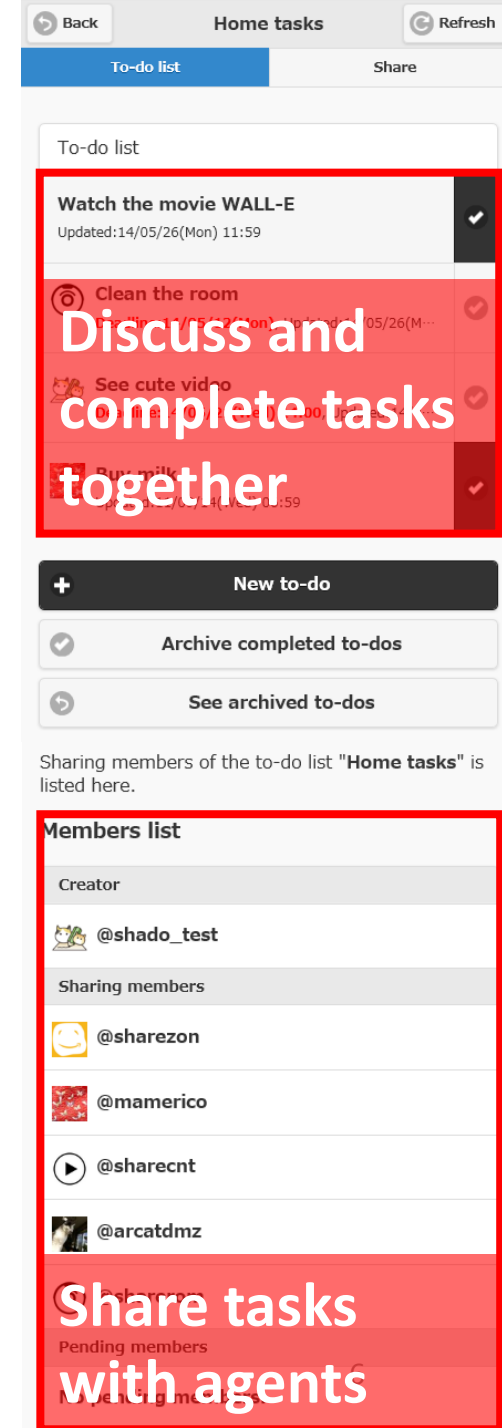 Back
Home tasks
Refresh
To-do list
Share
To-do list
Watch the movie WALL-E
Updated:14/05/26(Mon) 11:59
Clean the room
Discuss and
See cute video
complete tasks
Buy milk
together
New to-do
Archive completed to-dos
See archived to-dos
Sharing members of the to-do list "Home tasks" is
listed here.
Members list
Creator
@shado_test
Sharing members
@sharezon
@mamerico
@sharecnt
@arcatdmz
Share tasks
Pending members
with agents
No pending members.